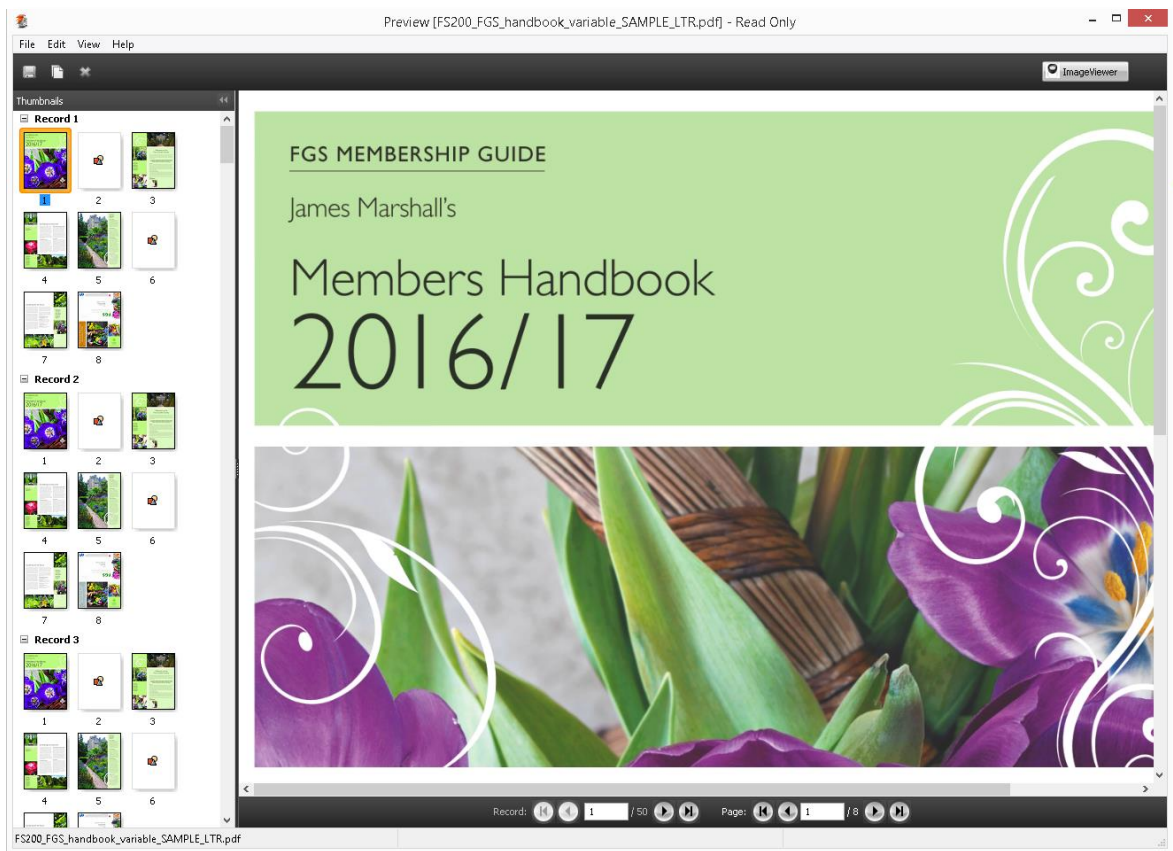 Preview [FS200_FGS_handbook_variable_SAMPLE_LTR.pdf] - Read Only
File Edit View Help
ImageViewer
Thumbnails
Record 1
1 2 3
4 5 6
7 8
Record 2
1 2 3
4 5 6
7 8
Record 3
1 2 3
4 5 6
FGS MEMBERSHIP GUIDE
James Marshall's
Members Handbook
2016/17
Record: 1 / 50 Page: 1 / 8
FS200_FGS_handbook_variable_SAMPLE_LTR.pdf